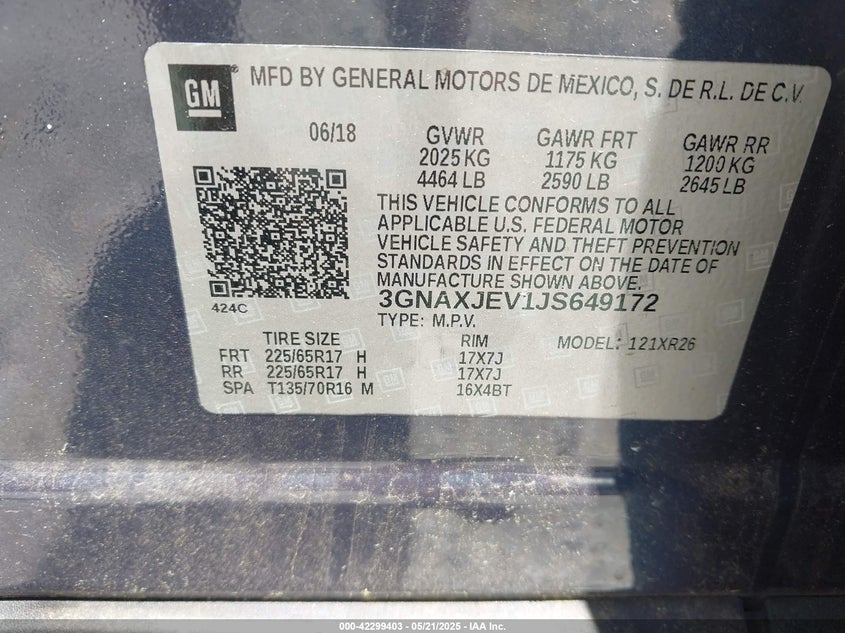 GM
MFD BY GENERAL MOTORS DE MEXICO, S. DE R.L. DE C.V.
06/18 GVWR GAWR FRT GAWR RR
2025 KG 1175 KG 1200 KG
4464 LB 2590 LB 2645 LB
THIS VEHICLE CONFORMS TO ALL
APPLICABLE U.S. FEDERAL MOTOR
VEHICLE SAFETY AND THEFT PREVENTION
STANDARDS IN EFFECT ON THE DATE OF
MANUFACTURE SHOWN ABOVE.
424C
3GNAXJEV1JS649172
TYPE: M.P.V.
TIRE SIZE RIM MODEL: 121XR26
FRT 225/65R17 H 17X7J
RR 225/65R17 H 17X7J
SPA T135/70R16 M 16X4BT
000-42299403 - 05/21/2025 - IAA Inc.